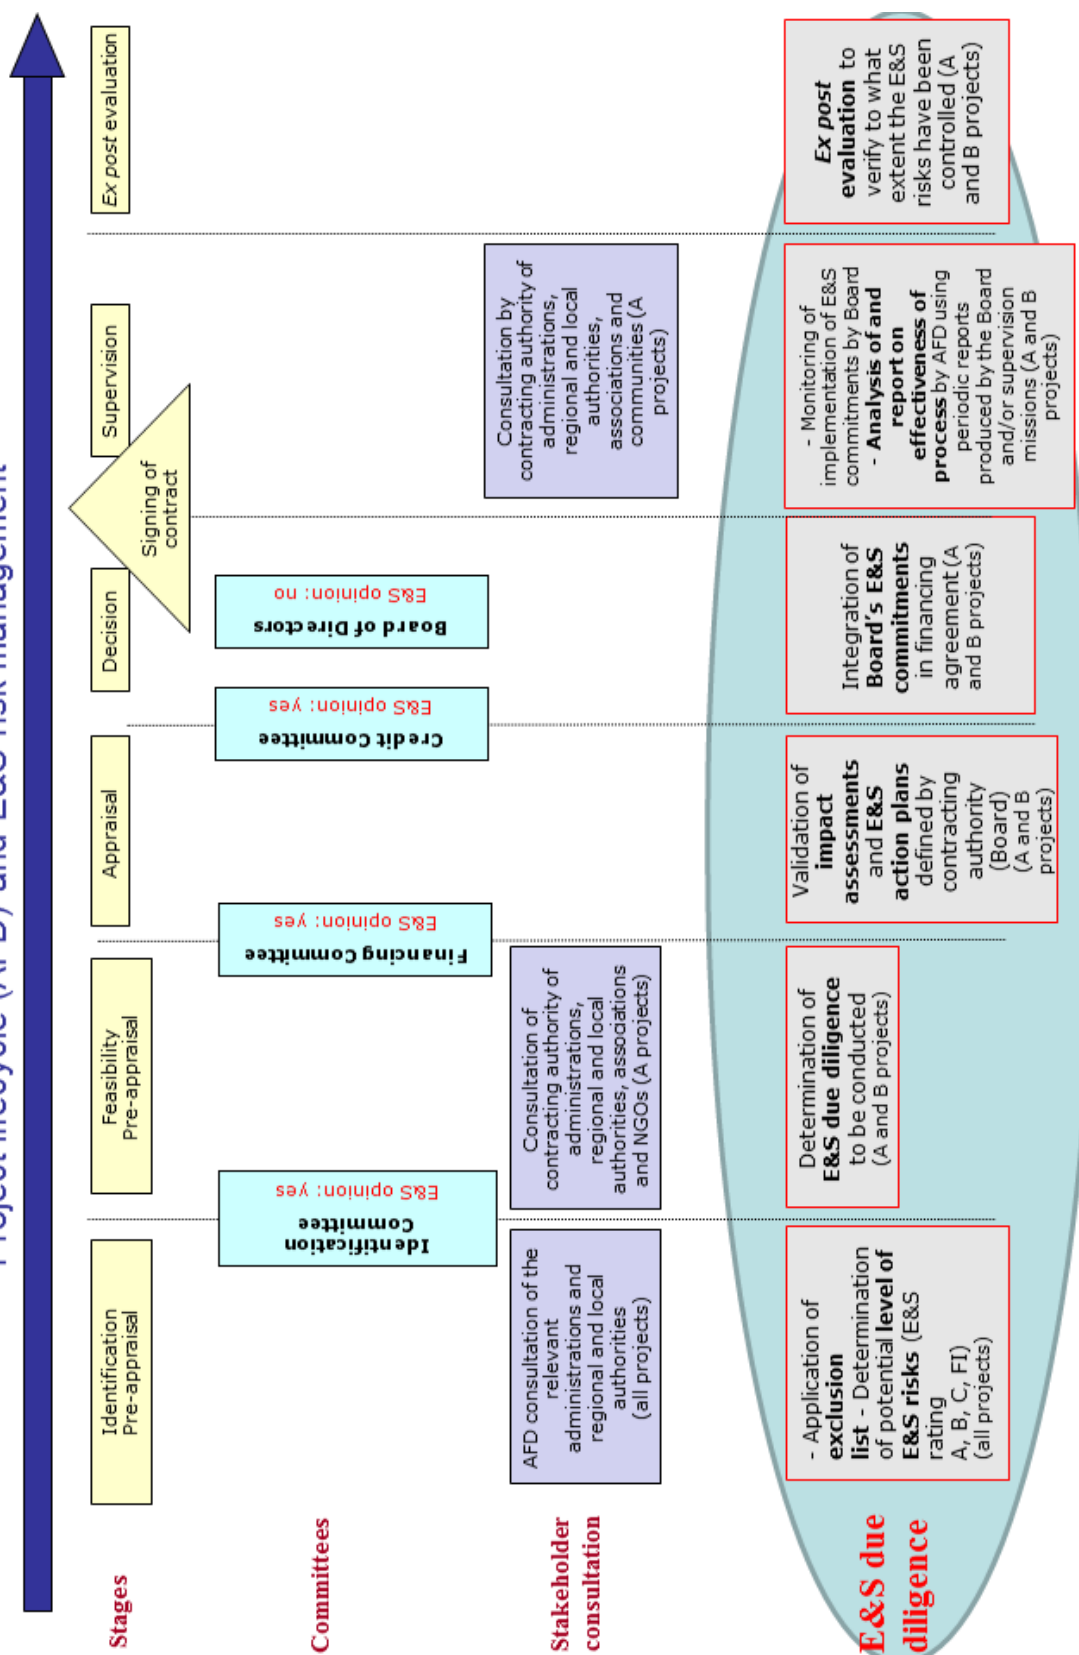 Project lifecycle (AFD) and E&S risk management
Stages
Identification
Pre-appraisal
Feasibility
Pre-appraisal
Appraisal
Decision
Signing of
contract
Supervision
Ex post evaluation
Committees
Identification
Committee
E&S opinion: yes
Financing Committee
E&S opinion: yes
Credit Committee
E&S opinion: yes
Board of Directors
E&S opinion: no
Stakeholder
consultation
AFD consultation of the
relevant
administrations and
regional and local
authorities
(all projects)
Consultation of
contracting authority of
administrations,
regional and local
authorities, associations
and NGOs (A projects)
Consultation by
contracting authority of
administrations,
regional and local
authorities,
associations and
communities (A
projects)
E&S due
diligence
- Application of
exclusion
list - Determination
of potential level of
E&S risks (E&S
rating
A, B, C, FI)
(all projects)
Determination of
E&S due diligence
to be conducted
(A and B projects)
Validation of
impact
assessments
and E&S
action plans
defined by
contracting
authority
(Board)
(A and B
projects)
Integration of
Board's E&S
commitments
in financing
agreement (A
and B projects)
- Monitoring of
implementation of E&S
commitments by Board
- Analysis of and
report on
effectiveness of
process by AFD using
periodic reports
produced by the Board
and/or supervision
missions (A and B
projects)
Ex post
evaluation to
verify to what
extent the E&S
risks have been
controlled (A
and B projects)